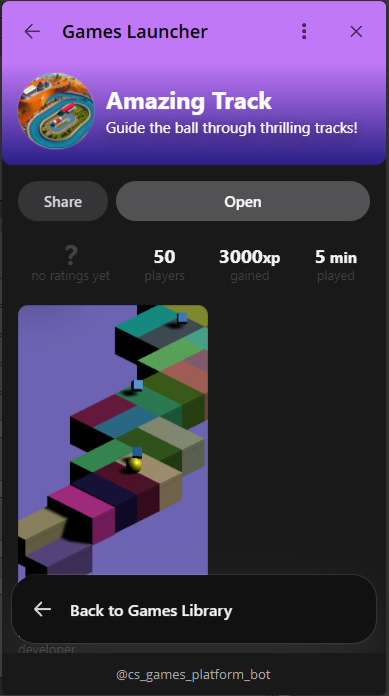 Games Launcher
Amazing Track
Guide the ball through thrilling tracks!
Share
Open
?
50
3000xp
5 min
no ratings yet
players
gained
played
Back to Games Library
developer
@cs_games_platform_bot